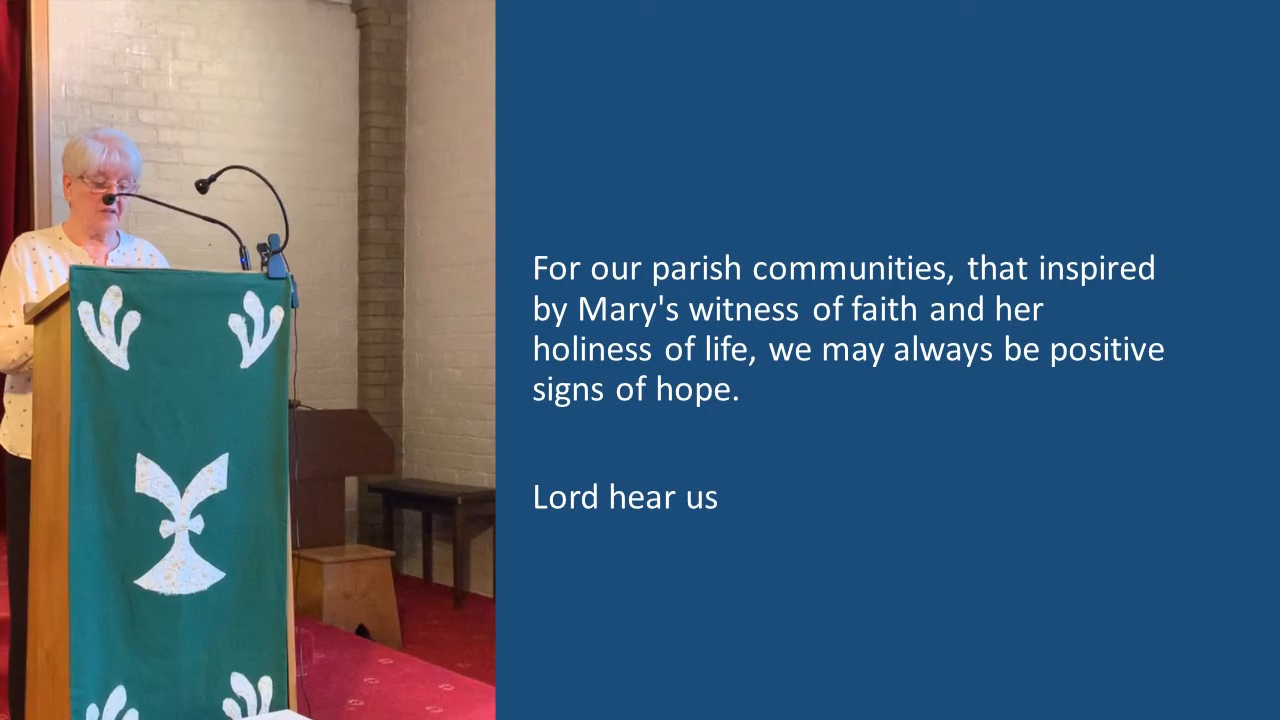 For our parish communities, that inspired
by Mary's witness of faith and her
holiness of life, we may always be positive
signs of hope.
Lord hear us